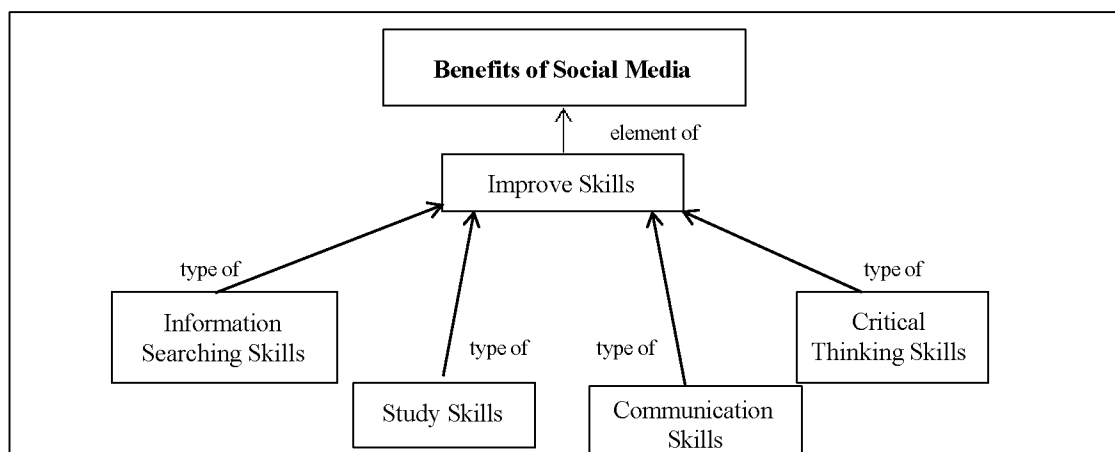 Benefits of Social Media
element of
Improve Skills
type of
type of
Information
Searching Skills
Critical
Thinking Skills
type of
type of
Study Skills
Communication
Skills